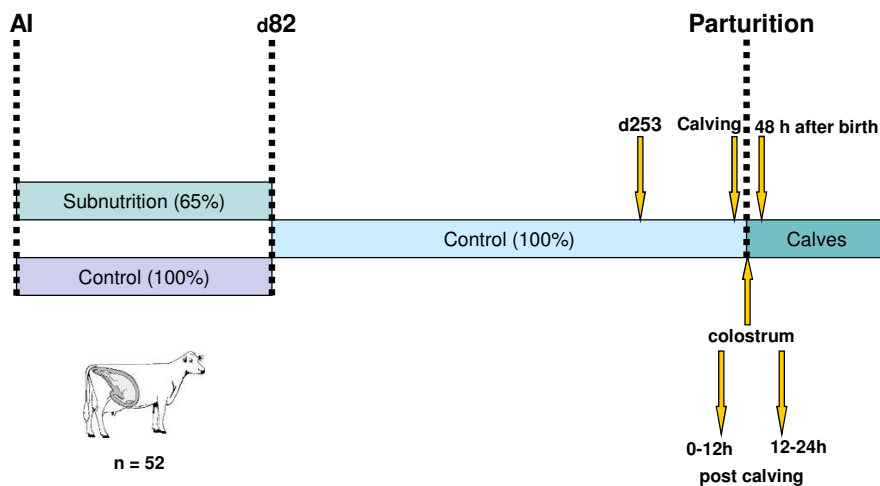 AI
d82
Parturition
d253
Calving
48 h after birth
Subnutrition (65%)
Control (100%)
Calves
Control (100%)
colostrum
0-12h
12-24h
post calving
n = 52